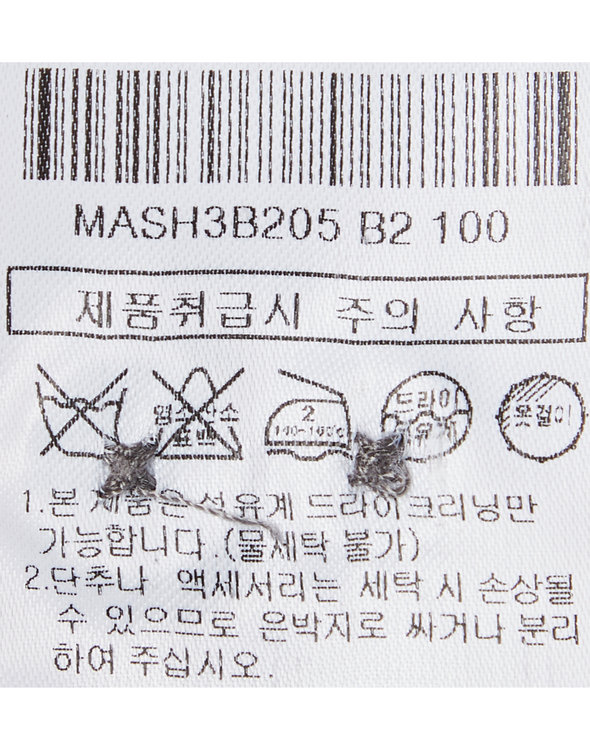 MASH3B205 B2 100
제품취급시 주의 사항
염소산소 2 드라이 옷걸이
표백 140-160℃
1.본 제품은 석유계 드라이크리닝만
가능합니다.(물세탁 불가)
2.단추나 액세서리는 세탁 시 손상될
수 있으므로 은박지로 싸거나 분리
하여 주십시오.